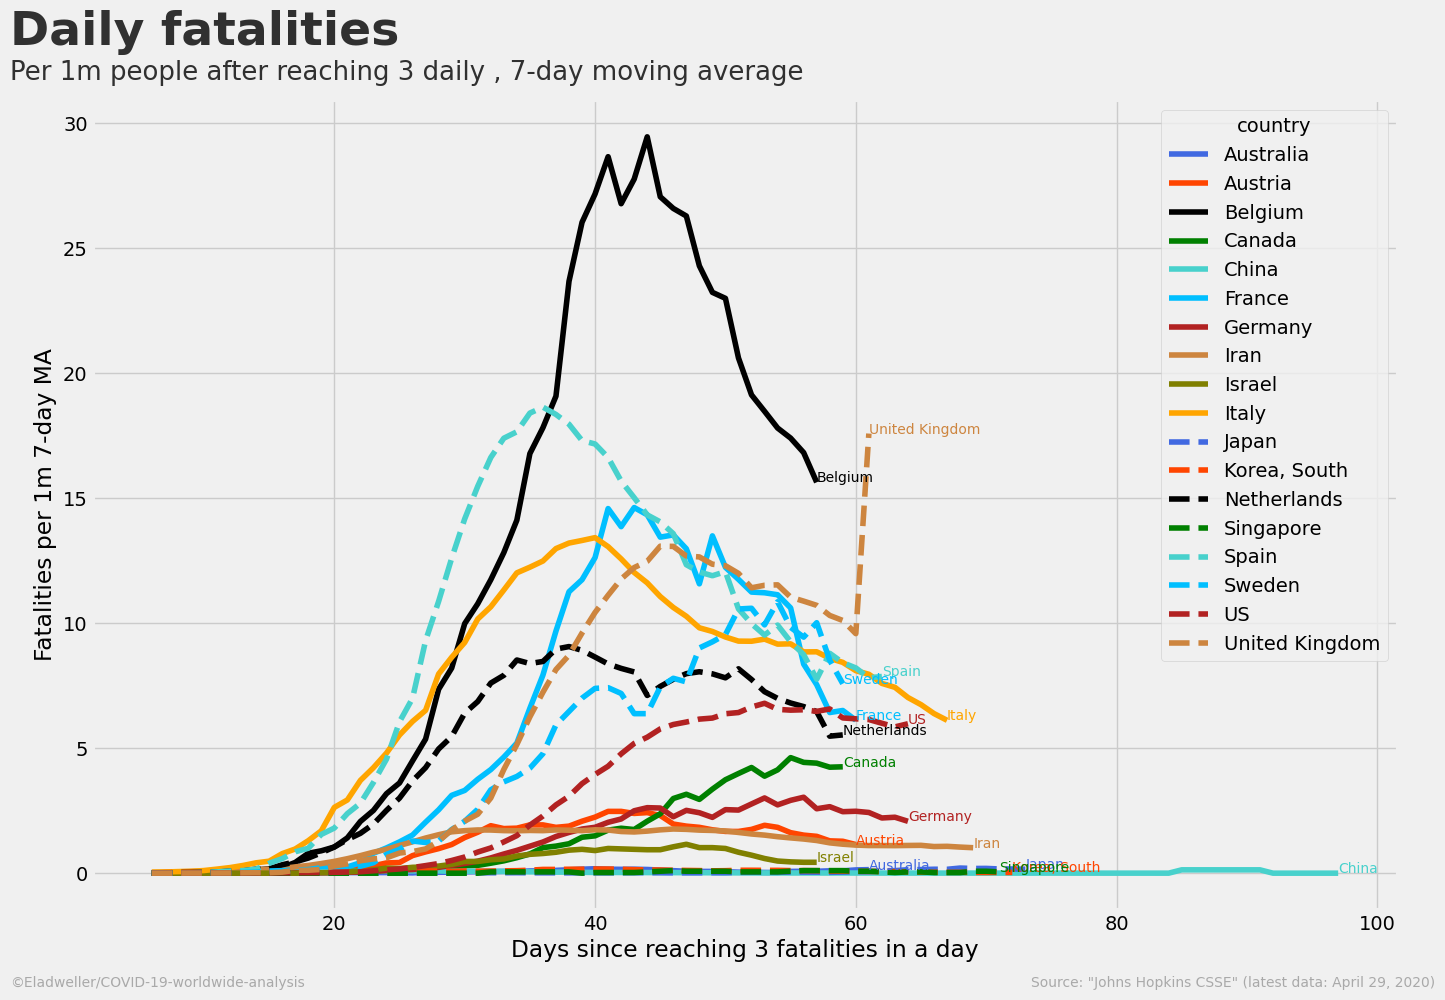 Daily fatalities
Per 1m people after reaching 3 daily , 7-day moving average
Fatalities per 1m 7-day MA
30
25
20
15
10
5
0
20
40
60
80
100
Days since reaching 3 fatalities in a day
country
Australia
Austria
Belgium
Canada
China
France
Germany
Iran
Israel
Italy
Japan
Korea, South
Netherlands
Singapore
Spain
Sweden
US
United Kingdom
United Kingdom
Belgium
Spain
Sweden
France
US
Italy
Netherlands
Canada
Germany
Austria
Iran
Israel
Australia
Japan
Korea, South
Singapore
China
©Eladweller/COVID-19-worldwide-analysis
Source: "Johns Hopkins CSSE" (latest data: April 29, 2020)